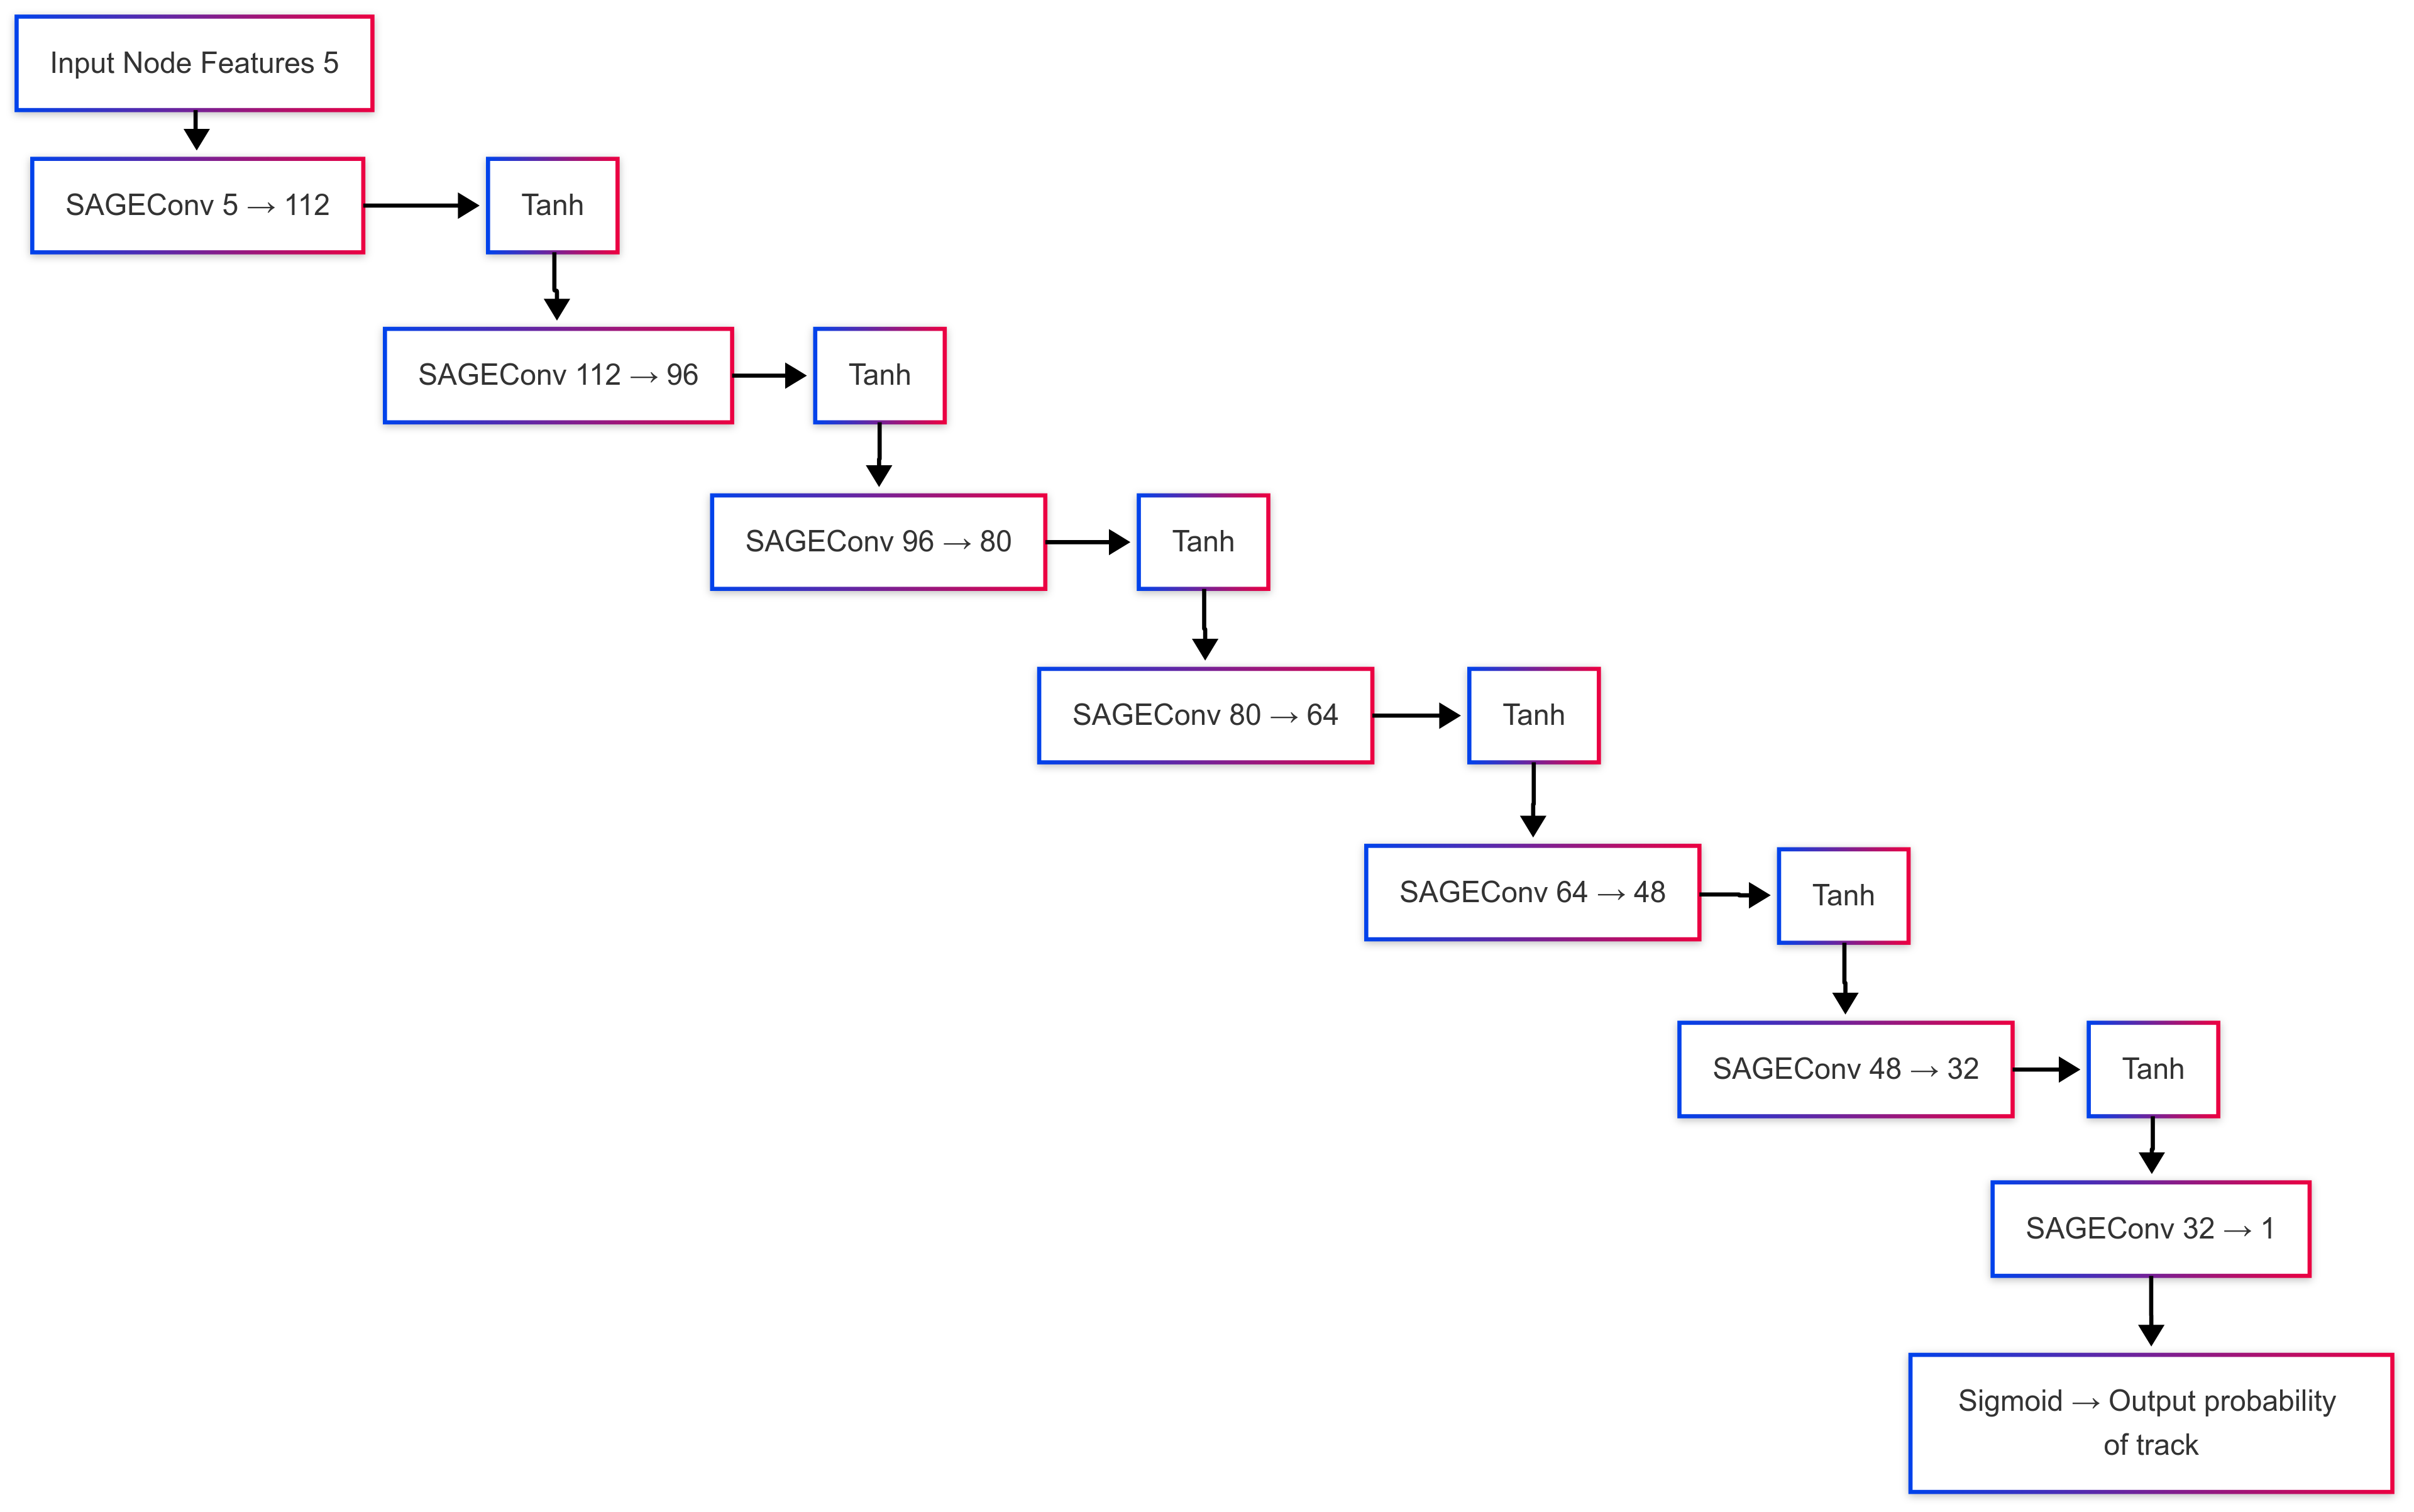 Input Node Features 5
SAGEConv 5 → 112
Tanh
SAGEConv 112 → 96
Tanh
SAGEConv 96 → 80
Tanh
SAGEConv 80 → 64
Tanh
SAGEConv 64 → 48
Tanh
SAGEConv 48 → 32
Tanh
SAGEConv 32 → 1
Sigmoid → Output probability
of track